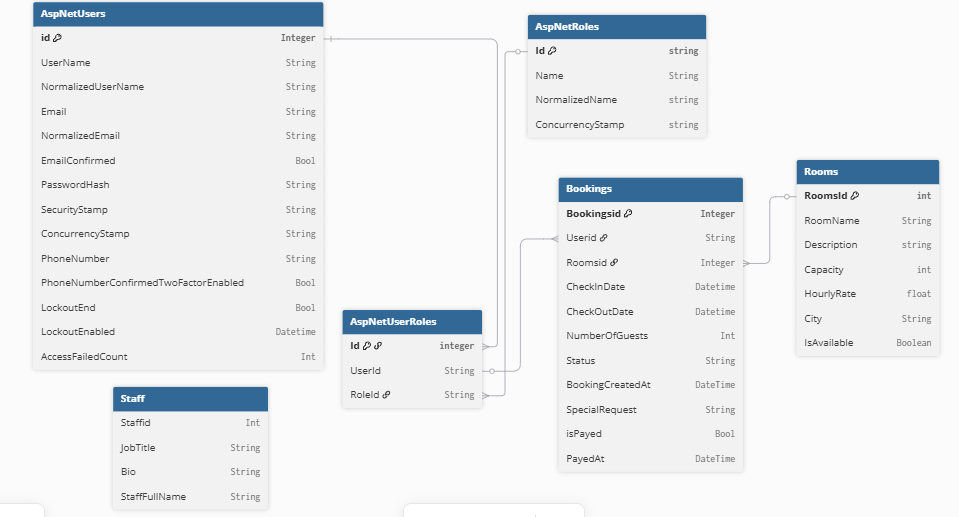 AspNetUsers
id Integer
UserName String
NormalizedUserName String
Email String
NormalizedEmail String
EmailConfirmed Bool
PasswordHash String
SecurityStamp String
ConcurrencyStamp String
PhoneNumber String
PhoneNumberConfirmedTwoFactorEnabled Bool
LockoutEnd Bool
LockoutEnabled Datetime
AccessFailedCount Int
AspNetRoles
Id string
Name String
NormalizedName string
ConcurrencyStamp string
Bookings
Bookingsid Integer
Userid String
Roomsid Integer
CheckInDate Datetime
CheckOutDate Datetime
NumberOfGuests Int
Status String
BookingCreatedAt DateTime
SpecialRequest String
isPayed Bool
PayedAt DateTime
Rooms
RoomsId int
RoomName String
Description string
Capacity int
HourlyRate float
City String
IsAvailable Boolean
AspNetUserRoles
Id integer
UserId String
RoleId String
Staff
Staffid Int
JobTitle String
Bio String
StaffFullName String